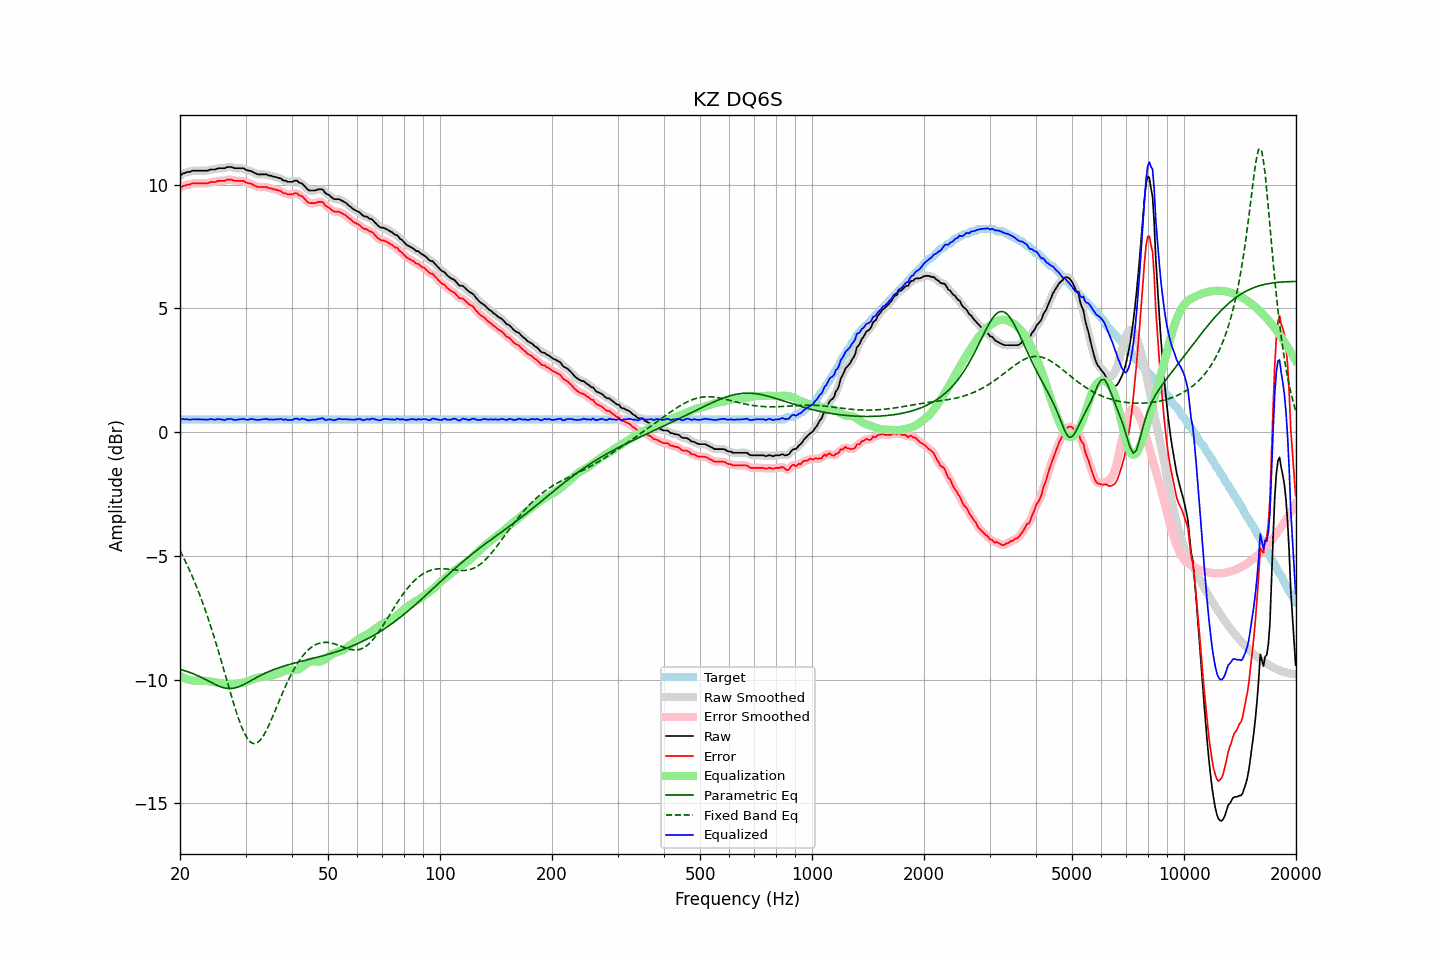 KZ DQ6S
Amplitude (dBr)
10
5
0
−5
−10
−15
Target
Raw Smoothed
Error Smoothed
Raw
Error
Equalization
Parametric Eq
Fixed Band Eq
Equalized
20 50 100 200 500 1000 2000 5000 10000 20000
Frequency (Hz)